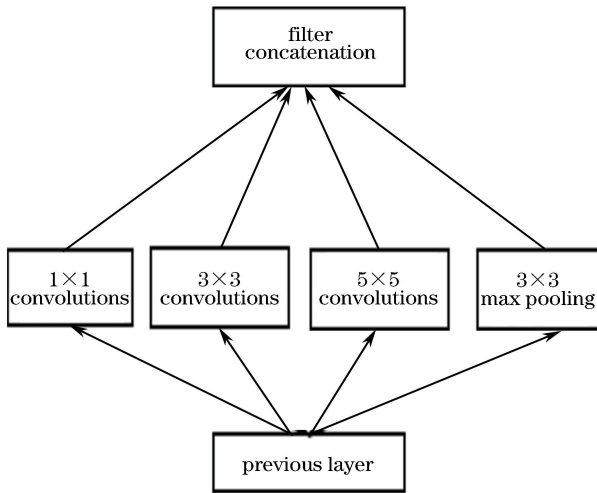 filter
concatenation
1×1
convolutions
3×3
convolutions
5×5
convolutions
3×3
max pooling
previous layer